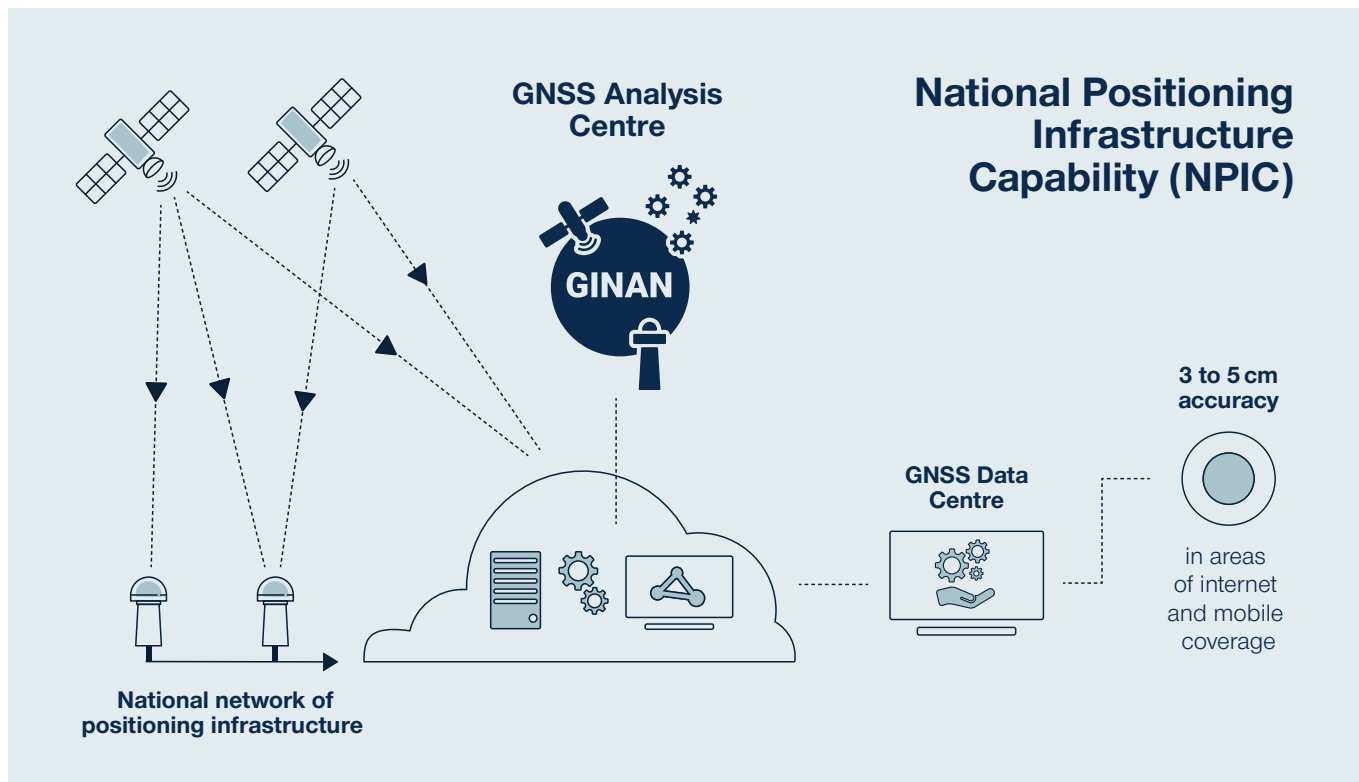 National Positioning
Infrastructure
Capability (NPIC)
GNSS Analysis
Centre
GINAN
3 to 5 cm
accuracy
in areas
of internet
and mobile
coverage
GNSS Data
Centre
National network of
positioning infrastructure